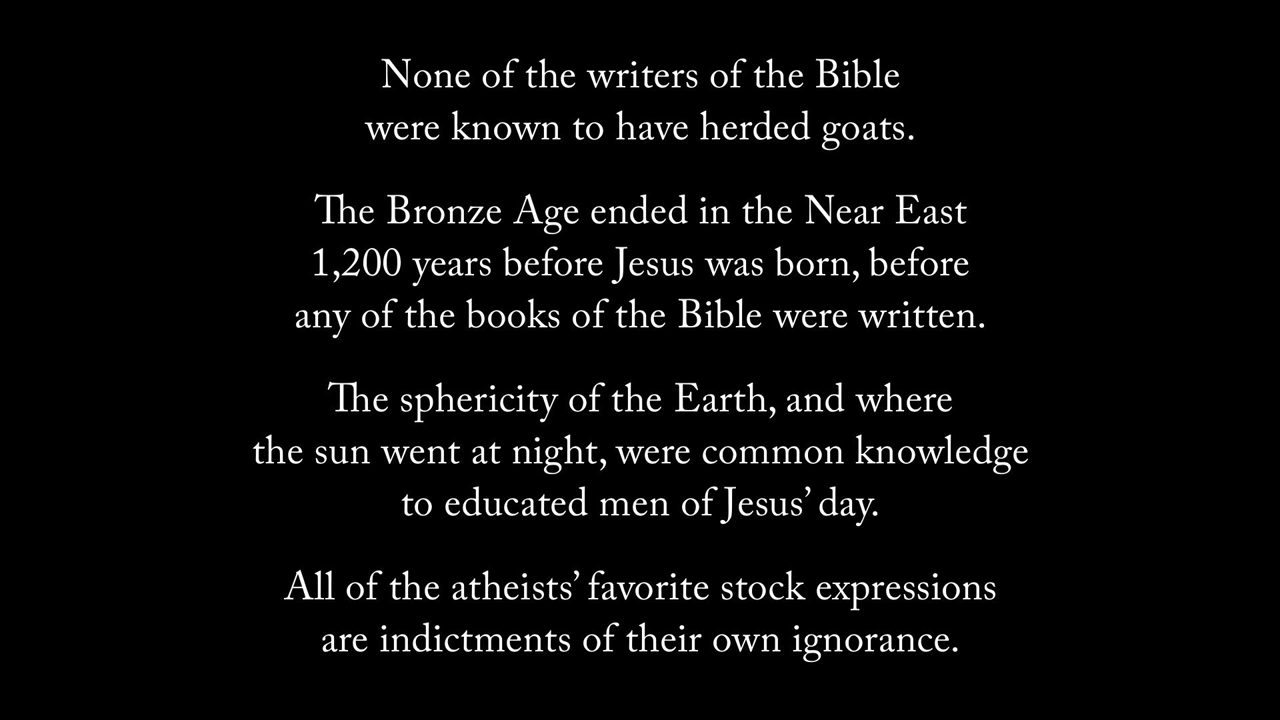 None of the writers of the Bible
were known to have herded goats.
The Bronze Age ended in the Near East
1,200 years before Jesus was born, before
any of the books of the Bible were written.
The sphericity of the Earth, and where
the sun went at night, were common knowledge
to educated men of Jesus’ day.
All of the atheists’ favorite stock expressions
are indictments of their own ignorance.